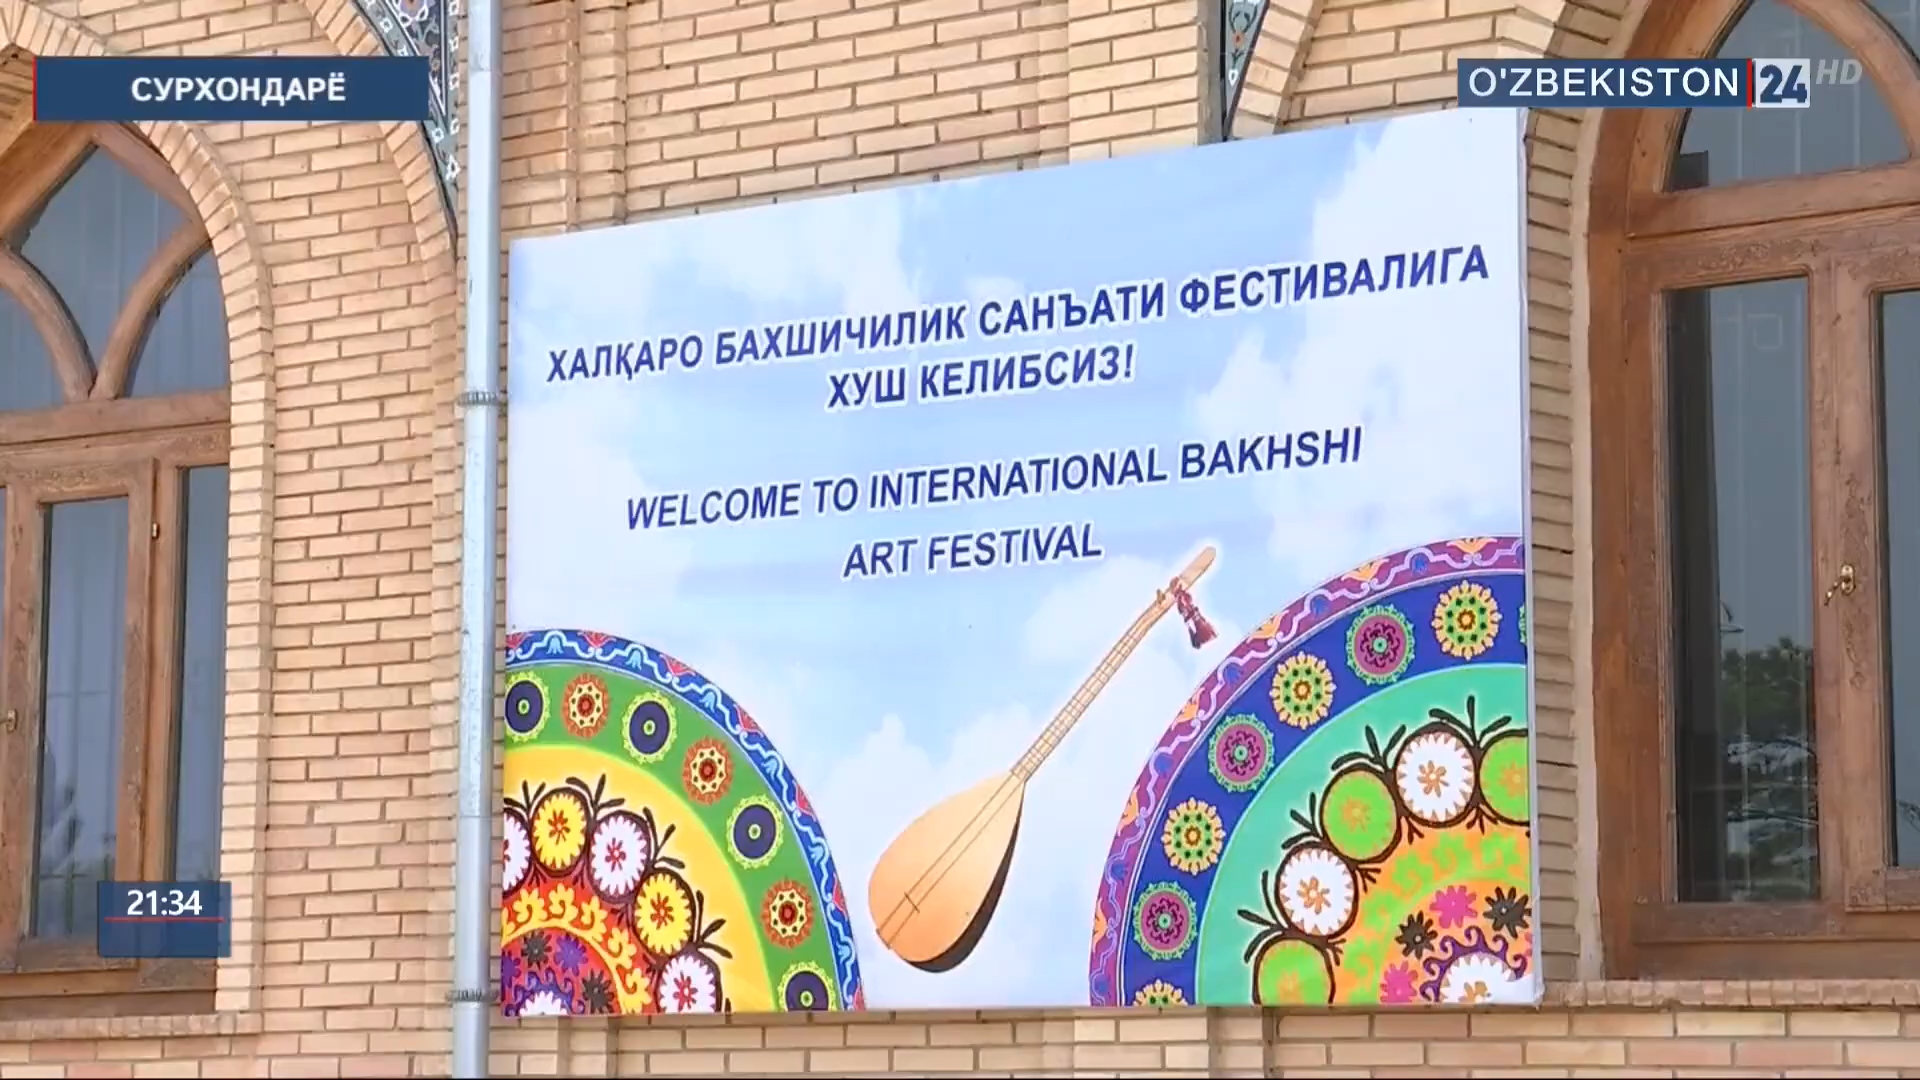 СУРХОНДАРЁ
O'ZBEKISTON 24 HD
ХАЛҚАРО БАХШИЧИЛИК САНЪАТИ ФЕСТИВАЛИГА
ХУШ КЕЛИБСИЗ!
WELCOME TO INTERNATIONAL BAKHSHI
ART FESTIVAL
21:34